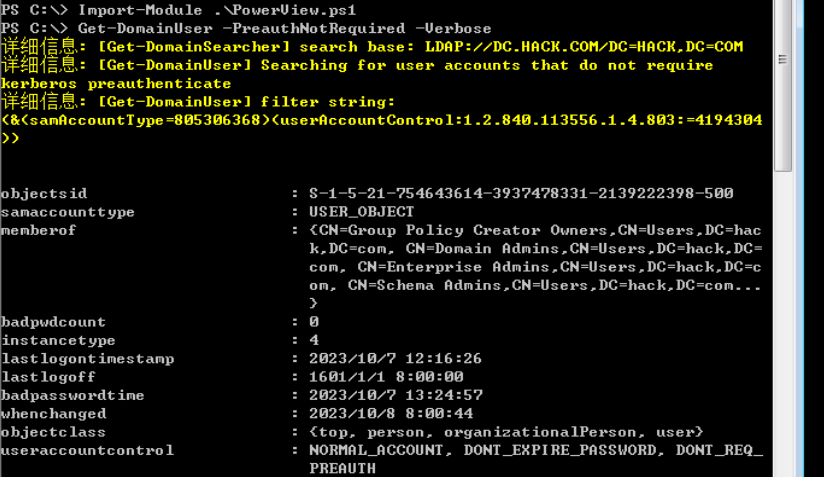 PS C:\> Import-Module .\PowerView.ps1
PS C:\> Get-DomainUser -PreauthNotRequired -Verbose
详细信息: [Get-DomainSearcher] search base: LDAP://DC.HACK.COM/DC=HACK,DC=COM
详细信息: [Get-DomainUser] Searching for user accounts that do not require
kerberos preauthenticate
详细信息: [Get-DomainUser] filter string:
(&(samAccountType=805306368)(userAccountControl:1.2.840.113556.1.4.803:=4194304
))
objectsid : S-1-5-21-754643614-3937478331-2139222398-500
samaccounttype : USER_OBJECT
memberof : {CN=Group Policy Creator Owners,CN=Users,DC=hac
k,DC=com, CN=Domain Admins,CN=Users,DC=hack,DC=
com, CN=Enterprise Admins,CN=Users,DC=hack,DC=c
om, CN=Schema Admins,CN=Users,DC=hack,DC=com...
}
badpwdcount : 0
instancetype : 4
lastlogontimestamp : 2023/10/7 12:16:26
lastlogoff : 1601/1/1 8:00:00
badpasswordtime : 2023/10/7 13:24:57
whenchanged : 2023/10/8 8:00:44
objectclass : {top, person, organizationalPerson, user}
useraccountcontrol : NORMAL_ACCOUNT, DONT_EXPIRE_PASSWORD, DONT_REQ_
PREAUTH